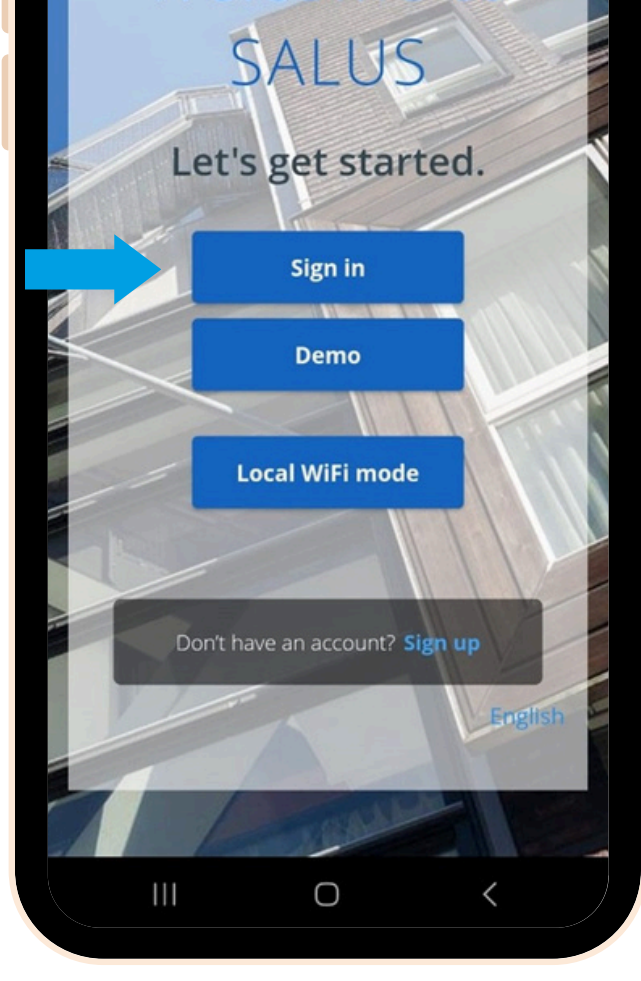 SALUS
Let's get started.
Sign in
Demo
Local WiFi mode
Don't have an account? Sign up
English